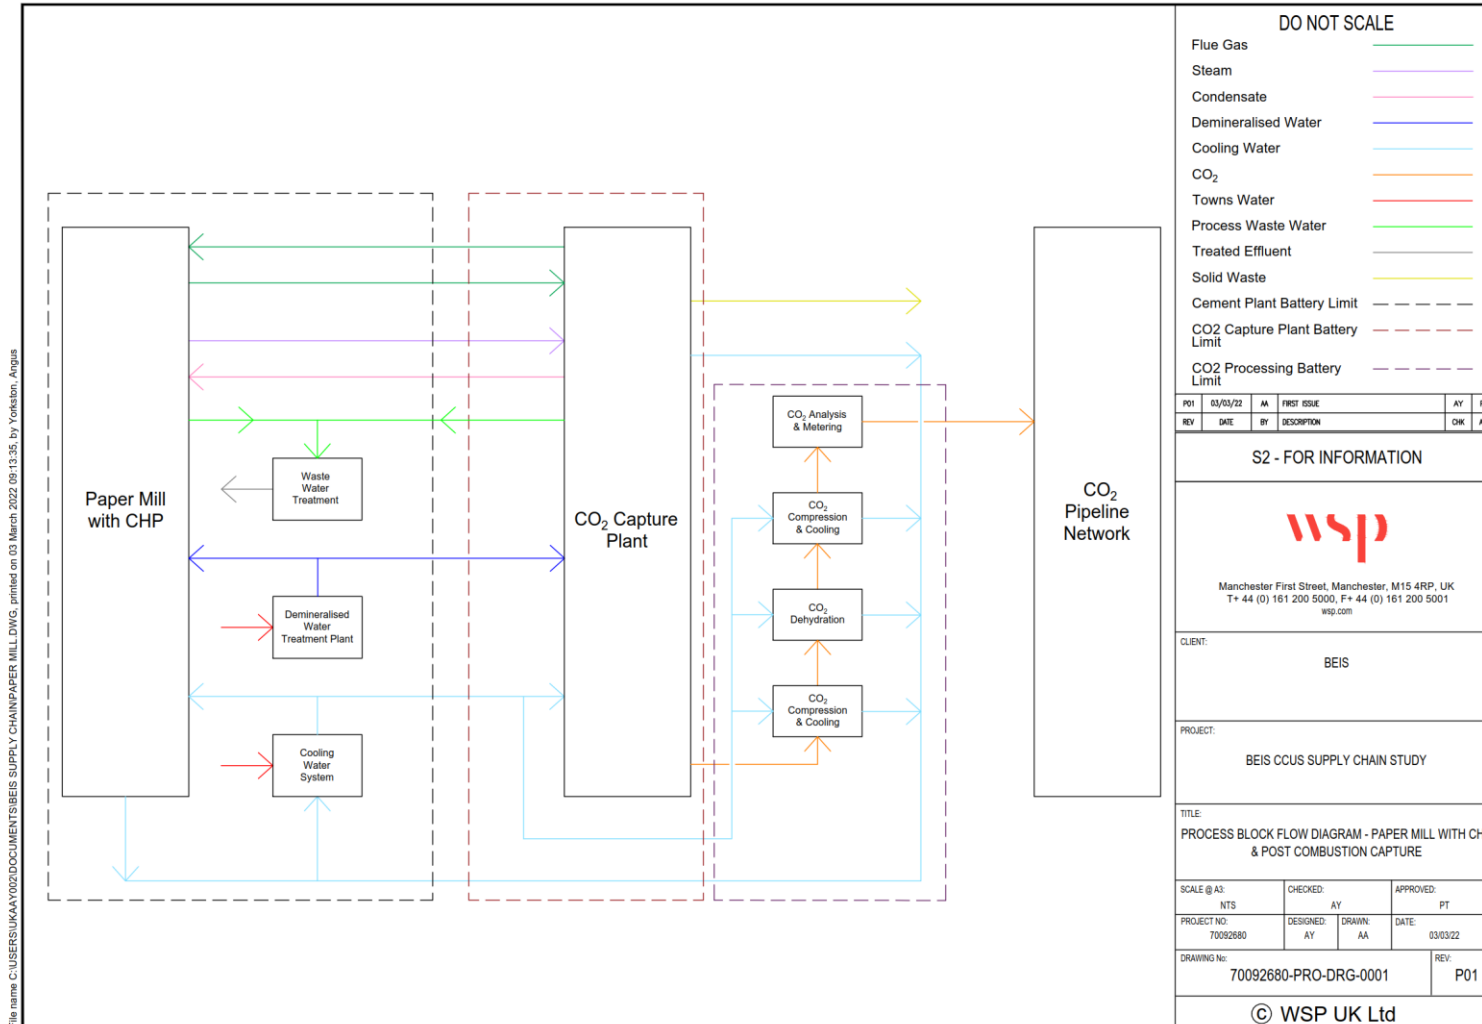 File name C:\USERS\UKAAY002\DOCUMENTS\BEIS SUPPLY CHAIN\PAPER MILL.DWG, printed on 03 March 2022 09:13:35, by Yorkston, Angus
Paper Mill
with CHP
Waste
Water
Treatment
Demineralised
Water
Treatment Plant
Cooling
Water
System
CO2 Capture
Plant
CO2 Analysis
& Metering
CO2
Compression
& Cooling
CO2
Dehydration
CO2
Compression
& Cooling
CO2
Pipeline
Network
DO NOT SCALE
Flue Gas
Steam
Condensate
Demineralised Water
Cooling Water
CO2
Towns Water
Process Waste Water
Treated Effluent
Solid Waste
Cement Plant Battery Limit
CO2 Capture Plant Battery
Limit
CO2 Processing Battery
Limit
P01 03/03/22 AA FIRST ISSUE AY
REV DATE BY DESCRIPTION CHK
S2 - FOR INFORMATION
wsp
Manchester First Street, Manchester, M15 4RP, UK
T+ 44 (0) 161 200 5000, F+ 44 (0) 161 200 5001
wsp.com
CLIENT:
BEIS
PROJECT:
BEIS CCUS SUPPLY CHAIN STUDY
TITLE:
PROCESS BLOCK FLOW DIAGRAM - PAPER MILL WITH CH
& POST COMBUSTION CAPTURE
SCALE @ A3: CHECKED: APPROVED:
NTS AY PT
PROJECT NO: DESIGNED: DRAWN: DATE:
70092680 AY AA 03/03/22
DRAWING No: REV:
70092680-PRO-DRG-0001 P01
© WSP UK Ltd